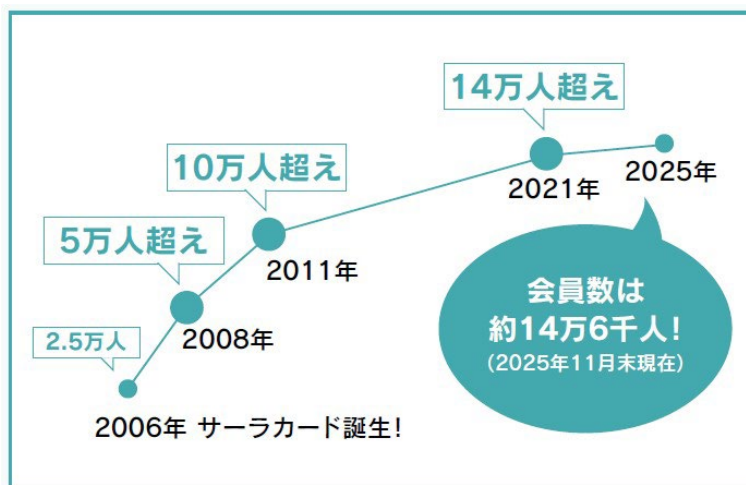 14万人超え
10万人超え
5万人超え
2.5万人
2006年 サーラカード誕生!
2008年
2011年
2021年
2025年
会員数は
約14万6千人!
(2025年11月末現在)